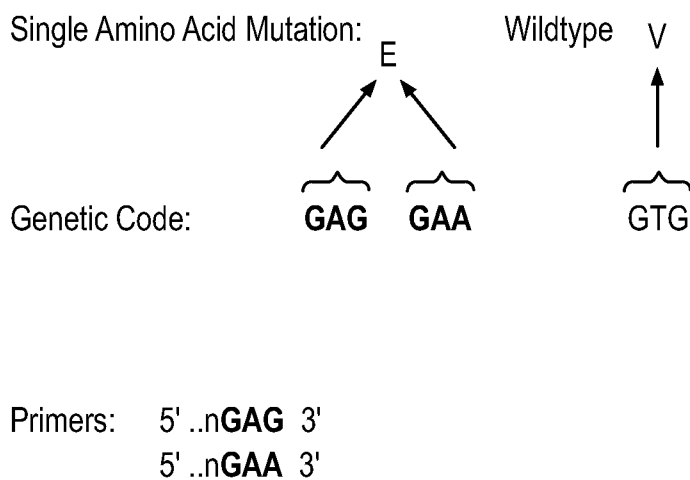 Single Amino Acid Mutation: E Wildtype V
Genetic Code: GAG GAA GTG
Primers: 5' ..nGAG 3'
5' ..nGAA 3'